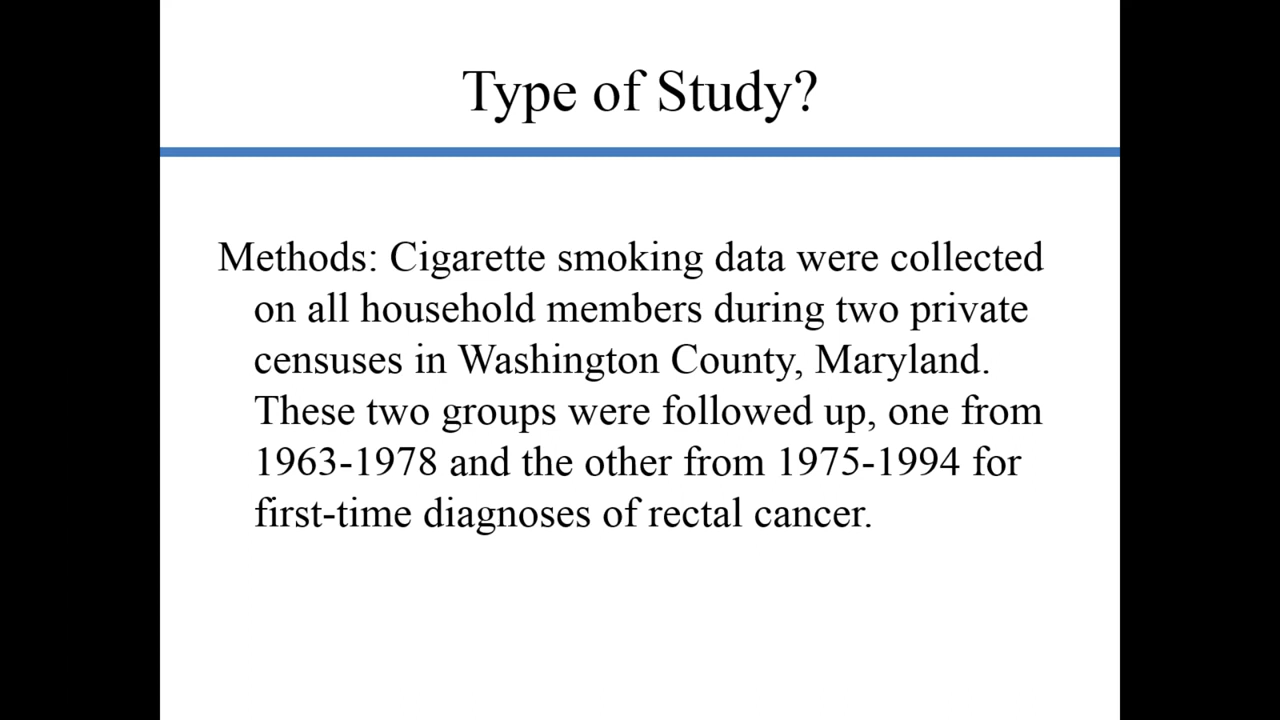 Type of Study?
Methods: Cigarette smoking data were collected
on all household members during two private
censuses in Washington County, Maryland.
These two groups were followed up, one from
1963-1978 and the other from 1975-1994 for
first-time diagnoses of rectal cancer.